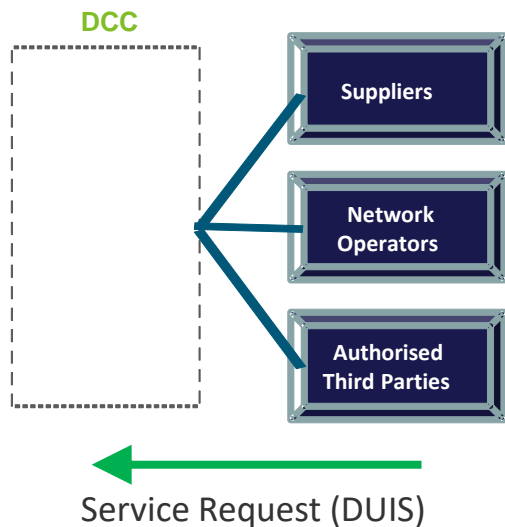 DCC
Suppliers
Network
Operators
Authorised
Third Parties
Service Request (DUIS)